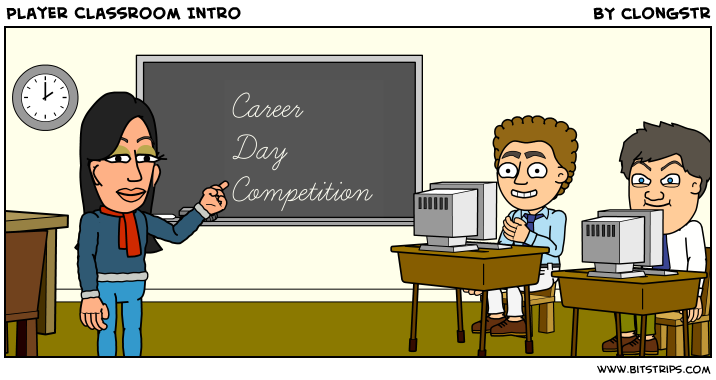 PLAYER CLASSROOM INTRO
BY CLONGSTR
Career
Day
Competition
WWW.BITSTRIPS.COM